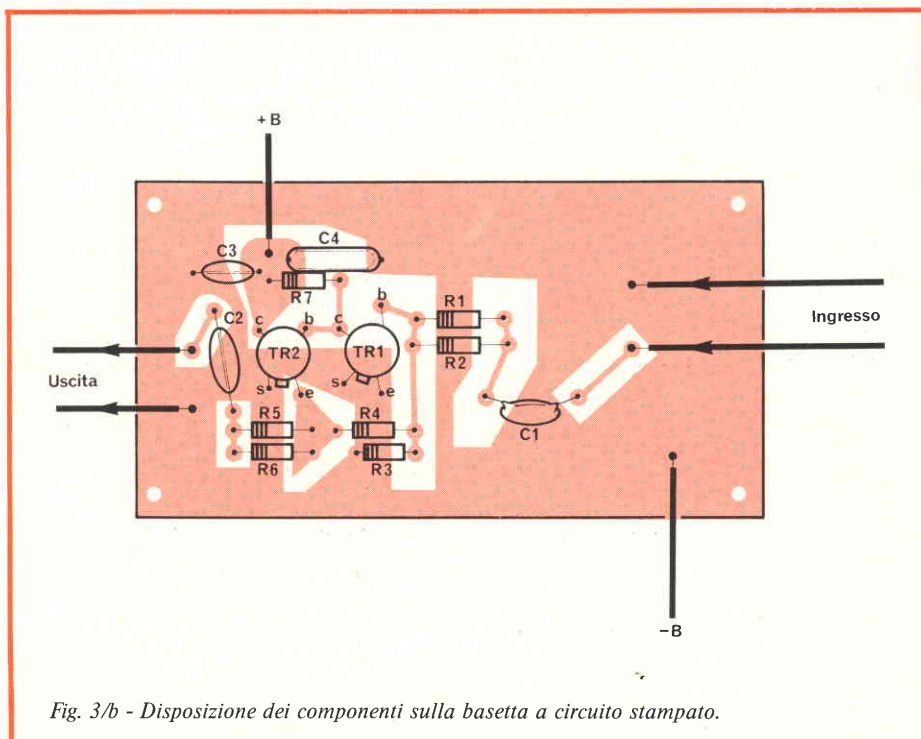 + B
C3
C4
R7
b
R1
C2
c
b
c
Ingresso
TR2
TR1
R2
Uscita
s
e
s
e
R5
R4
C1
R6
R3
−B
Fig. 3/b - Disposizione dei componenti sulla basetta a circuito stampato.